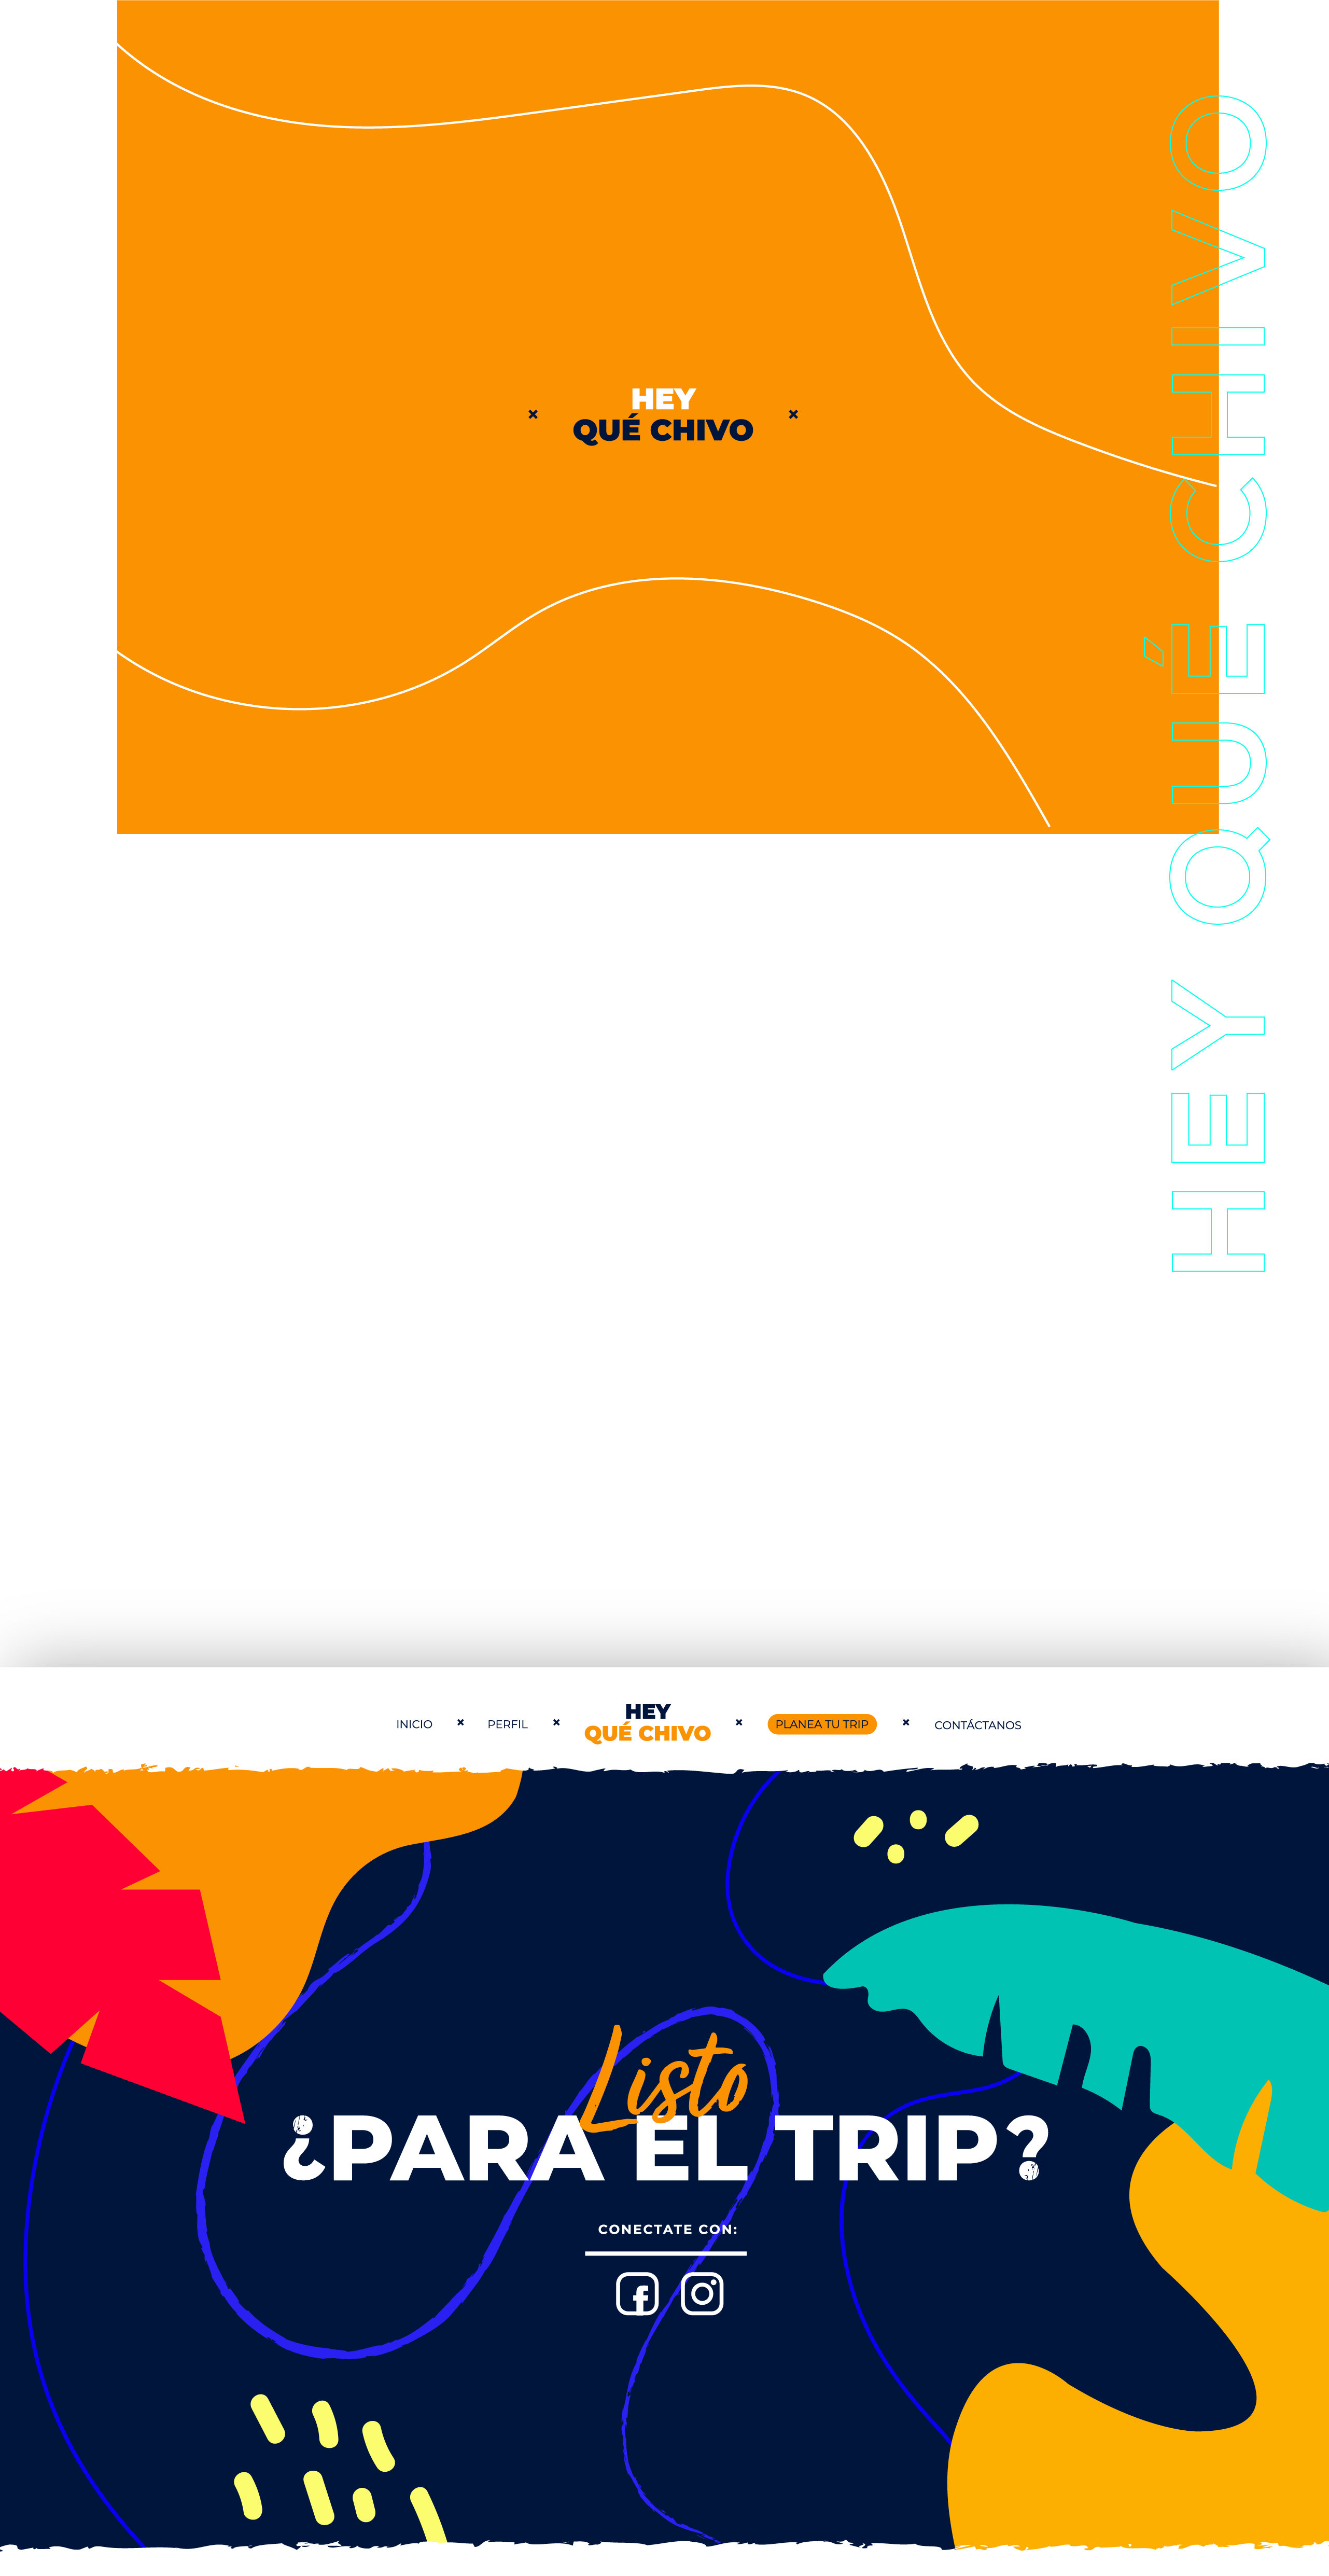 HEY
QUÉ CHIVO
HEY QUÉ CHIVO
INICIO × PERFIL × HEY QUÉ CHIVO × PLANEA TU TRIP × CONTÁCTANOS
Listo
¿PARA EL TRIP?
CONECTATE CON: